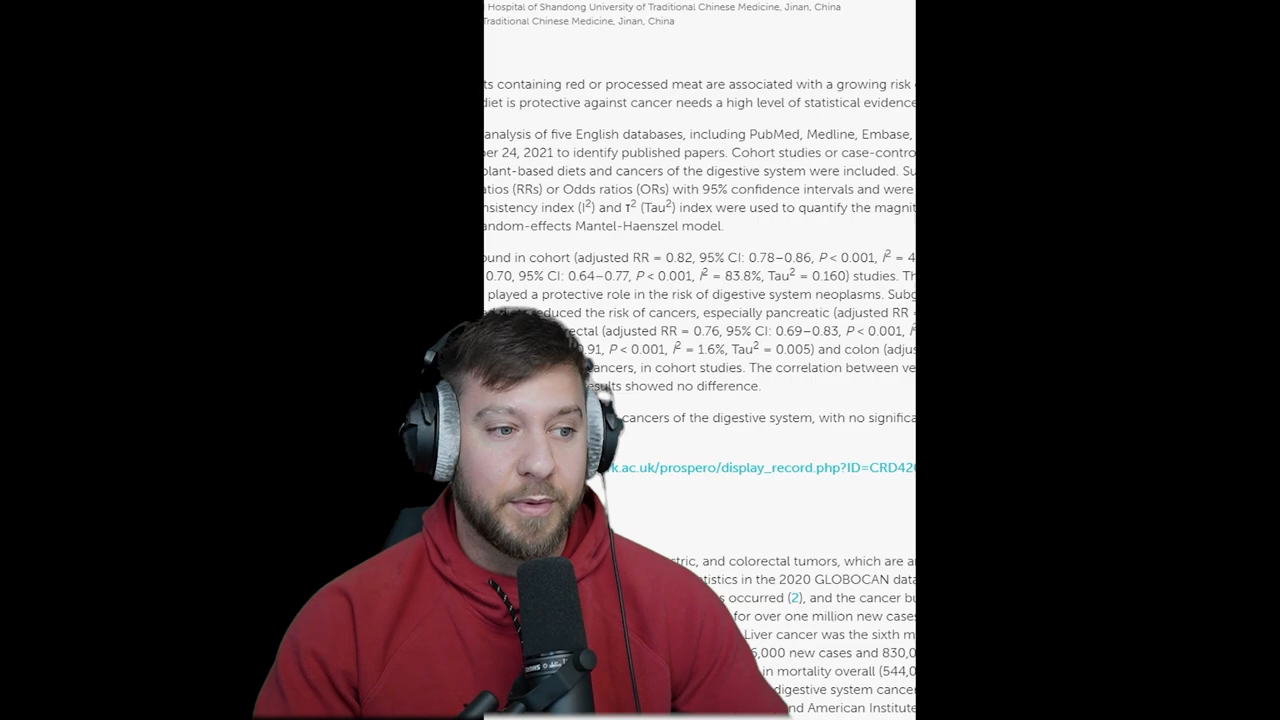 Hospital of Shandong University of Traditional Chinese Medicine, Jinan, China
Traditional Chinese Medicine, Jinan, China
ts containing red or processed meat are associated with a growing risk
diet is protective against cancer needs a high level of statistical evidence
analysis of five English databases, including PubMed, Medline, Embase,
er 24, 2021 to identify published papers. Cohort studies or case-contro
plant-based diets and cancers of the digestive system were included. Su
atios (RRs) or Odds ratios (ORs) with 95% confidence intervals and were
nsistency index (I²) and τ² (Tau²) index were used to quantify the magnit
andom-effects Mantel-Haenszel model.
ound in cohort (adjusted RR = 0.82, 95% CI: 0.78–0.86, P < 0.001, I² = 4
0.70, 95% CI: 0.64–0.77, P < 0.001, I² = 83.8%, Tau² = 0.160) studies. Th
played a protective role in the risk of digestive system neoplasms. Subg
educed the risk of cancers, especially pancreatic (adjusted RR =
ectal (adjusted RR = 0.76, 95% CI: 0.69–0.83, P < 0.001, I²
0.91, P < 0.001, I² = 1.6%, Tau² = 0.005) and colon (adjus
cancers, in cohort studies. The correlation between ve
esults showed no difference.
cancers of the digestive system, with no significa
k.ac.uk/prospero/display_record.php?ID=CRD420
stric, and colorectal tumors, which are a
tistics in the 2020 GLOBOCAN data
s occurred (2), and the cancer bu
for over one million new cases
Liver cancer was the sixth m
6,000 new cases and 830,0
in mortality overall (544,0
digestive system cancer
nd American Institute